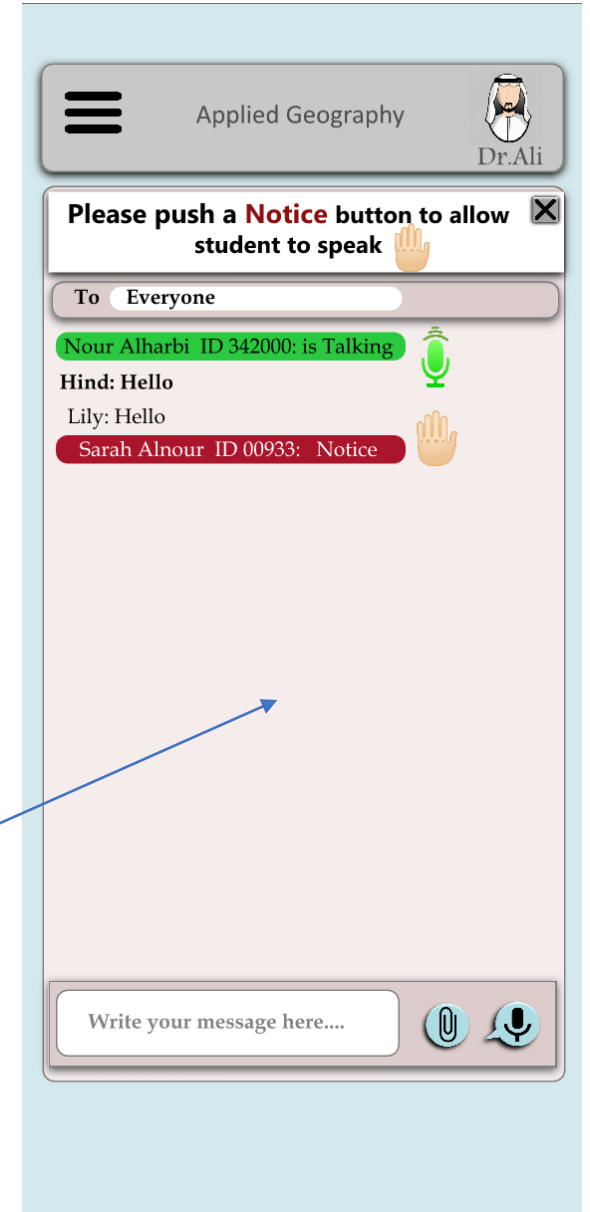 Applied Geography
Dr.Ali
Please push a Notice button to allow
student to speak
To Everyone
Nour Alharbi ID 342000: is Talking
Hind: Hello
Lily: Hello
Sarah Alnour ID 00933: Notice
Write your message here....